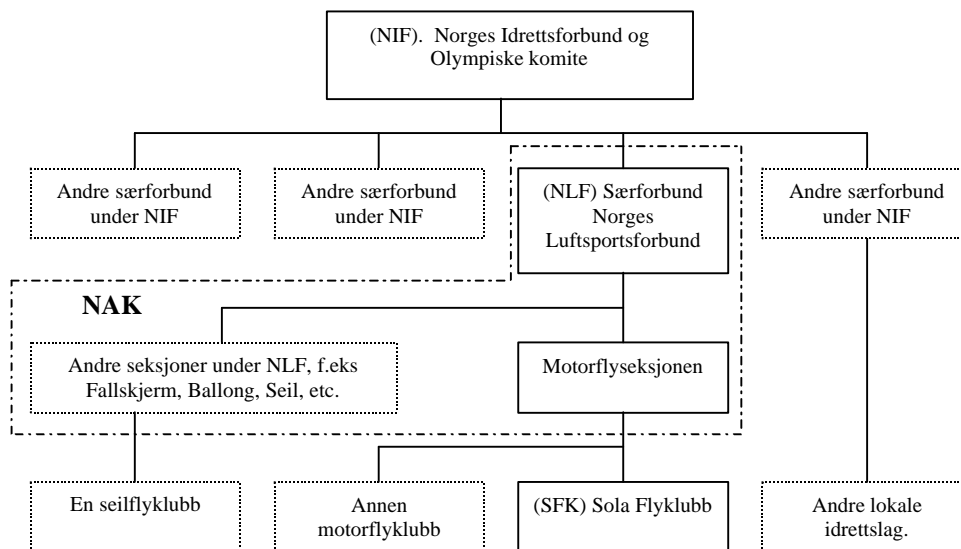 (NIF).  Norges Idrettsforbund og
Olympiske komite
Andre særforbund
under NIF
Andre særforbund
under NIF
(NLF) Særforbund
Norges
Luftsportsforbund
Andre særforbund
under NIF
NAK
Andre seksjoner under NLF, f.eks
Fallskjerm, Ballong, Seil, etc.
Motorflyseksjonen
En seilflyklubb
Annen
motorflyklubb
(SFK) Sola Flyklubb
Andre lokale
idrettslag.